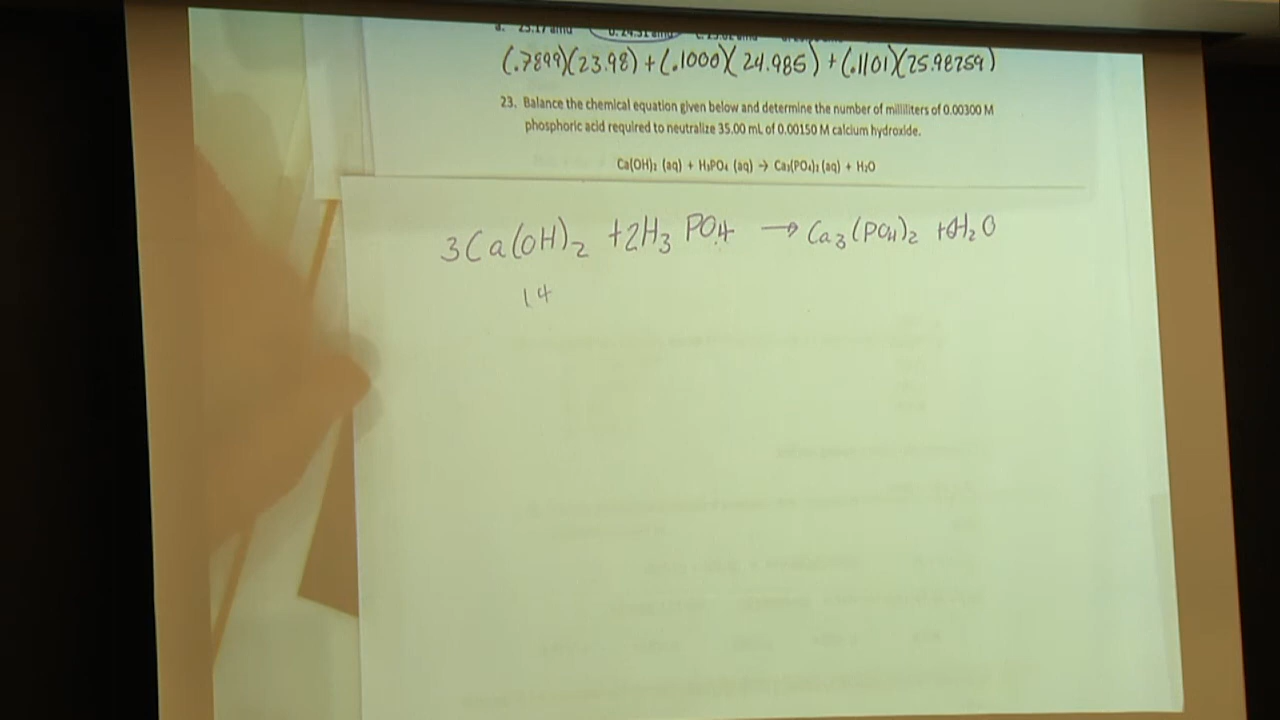 (.7899)(23.98) + (.1000)(24.985) + (.1101)(25.98259)
23. Balance the chemical equation given below and determine the number of milliliters of 0.00300 M
phosphoric acid required to neutralize 35.00 mL of 0.00150 M calcium hydroxide.
Ca(OH)₂ (aq) + H₃PO₄ (aq) → Ca₃(PO₄)₂ (aq) + H₂O
3Ca(OH)₂ + 2H₃PO₄ → Ca₃(PO₄)₂ + 6H₂O
14